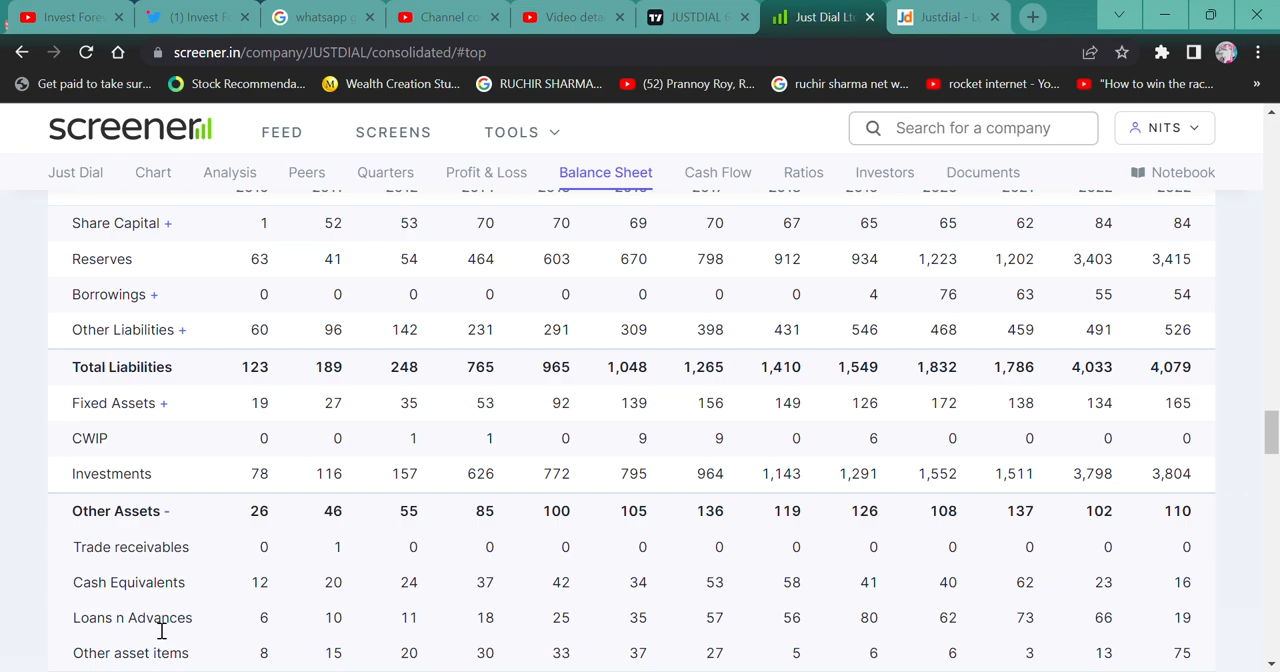 Invest Forev
(1) Invest F
whatsapp
Channel co
Video deta
JUSTDIAL 6
Just Dial Lt
Justdial - L
screener.in/company/JUSTDIAL/consolidated/#top
Get paid to take sur...
Stock Recommenda...
Wealth Creation Stu...
RUCHIR SHARMA...
(52) Prannoy Roy, R...
ruchir sharma net w...
rocket internet - Yo...
"How to win the rac...
»
screener
FEED
SCREENS
TOOLS
Search for a company
NITS
Just Dial
Chart
Analysis
Peers
Quarters
Profit & Loss
Balance Sheet
Cash Flow
Ratios
Investors
Documents
Notebook
Share Capital + 1 52 53 70 70 69 70 67 65 65 62 84 84
Reserves 63 41 54 464 603 670 798 912 934 1,223 1,202 3,403 3,415
Borrowings + 0 0 0 0 0 0 0 0 4 76 63 55 54
Other Liabilities + 60 96 142 231 291 309 398 431 546 468 459 491 526
Total Liabilities 123 189 248 765 965 1,048 1,265 1,410 1,549 1,832 1,786 4,033 4,079
Fixed Assets + 19 27 35 53 92 139 156 149 126 172 138 134 165
CWIP 0 0 1 1 0 9 9 0 6 0 0 0 0
Investments 78 116 157 626 772 795 964 1,143 1,291 1,552 1,511 3,798 3,804
Other Assets - 26 46 55 85 100 105 136 119 126 108 137 102 110
Trade receivables 0 1 0 0 0 0 0 0 0 0 0 0 0
Cash Equivalents 12 20 24 37 42 34 53 58 41 40 62 23 16
Loans n Advances 6 10 11 18 25 35 57 56 80 62 73 66 19
Other asset items 8 15 20 30 33 37 27 5 6 6 3 13 75